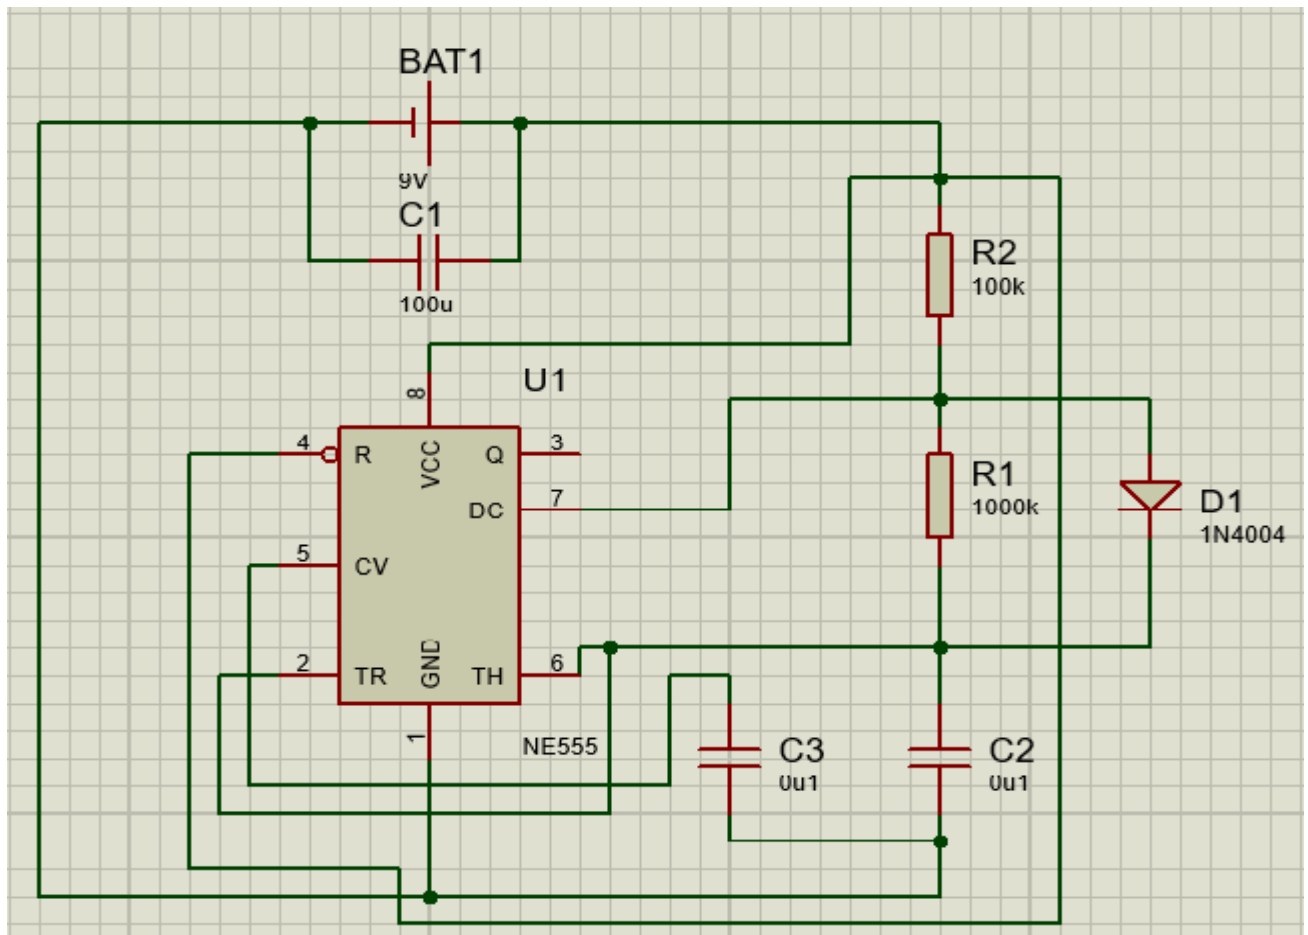 BAT1
9V
C1
100u
R2
100k
U1
8
4
R
VCC
Q
3
7
DC
R1
1000k
D1
1N4004
5
CV
2
TR
GND
TH
6
1
NE555
C3
0u1
C2
0u1